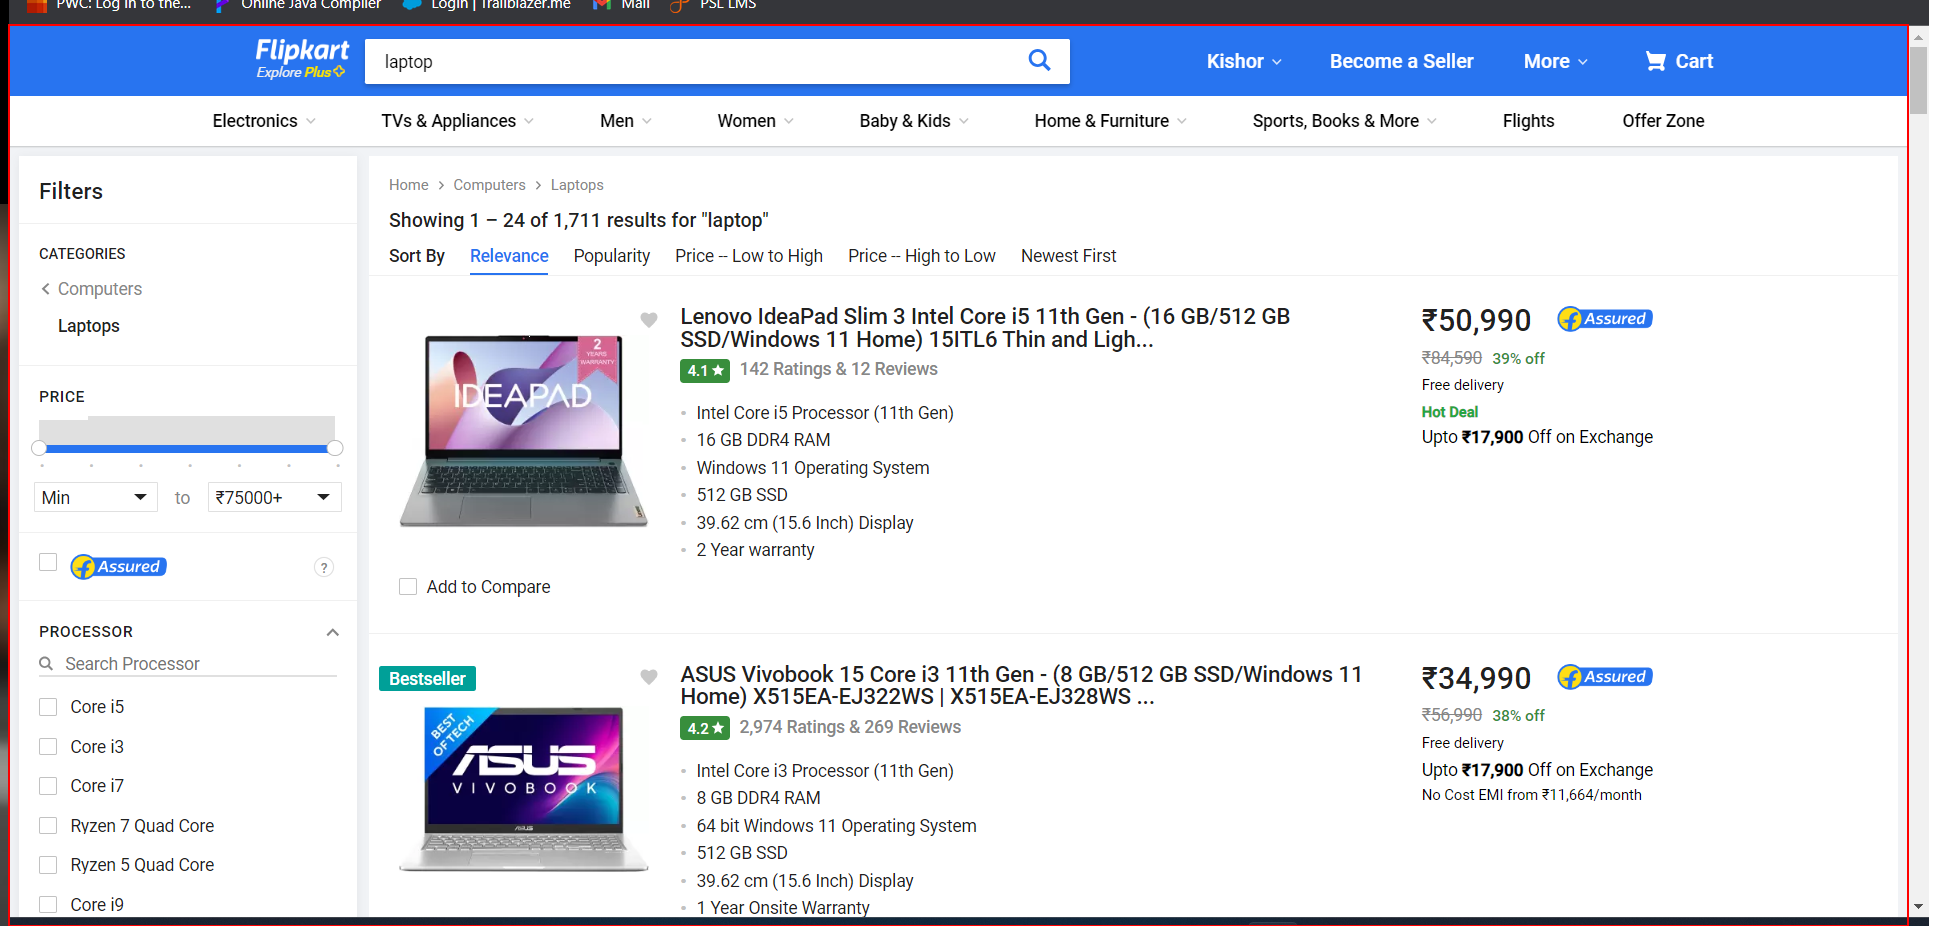 PWC: Log in to the...
Online Java Compiler
Login | Trailblazer.me
Mail
PSL LMS
Flipkart
Explore Plus
laptop
Kishor
Become a Seller
More
Cart
Electronics
TVs & Appliances
Men
Women
Baby & Kids
Home & Furniture
Sports, Books & More
Flights
Offer Zone
Filters
CATEGORIES
Computers
Laptops
PRICE
Min
to
₹75000+
Assured
?
PROCESSOR
Search Processor
Core i5
Core i3
Core i7
Ryzen 7 Quad Core
Ryzen 5 Quad Core
Core i9
Home > Computers > Laptops
Showing 1 – 24 of 1,711 results for "laptop"
Sort By
Relevance
Popularity
Price -- Low to High
Price -- High to Low
Newest First
2
YEARS
WARRANTY
IDEAPAD
Lenovo
Add to Compare
Lenovo IdeaPad Slim 3 Intel Core i5 11th Gen - (16 GB/512 GB
SSD/Windows 11 Home) 15ITL6 Thin and Ligh...
4.1 ★
142 Ratings & 12 Reviews
Intel Core i5 Processor (11th Gen)
16 GB DDR4 RAM
Windows 11 Operating System
512 GB SSD
39.62 cm (15.6 Inch) Display
2 Year warranty
₹50,990
Assured
₹84,590 39% off
Free delivery
Hot Deal
Upto ₹17,900 Off on Exchange
Bestseller
BEST
OF TECH
ASUS
VIVOBOOK
ASUS
ASUS Vivobook 15 Core i3 11th Gen - (8 GB/512 GB SSD/Windows 11
Home) X515EA-EJ322WS | X515EA-EJ328WS ...
4.2 ★
2,974 Ratings & 269 Reviews
Intel Core i3 Processor (11th Gen)
8 GB DDR4 RAM
64 bit Windows 11 Operating System
512 GB SSD
39.62 cm (15.6 Inch) Display
1 Year Onsite Warranty
₹34,990
Assured
₹56,990 38% off
Free delivery
Upto ₹17,900 Off on Exchange
No Cost EMI from ₹11,664/month